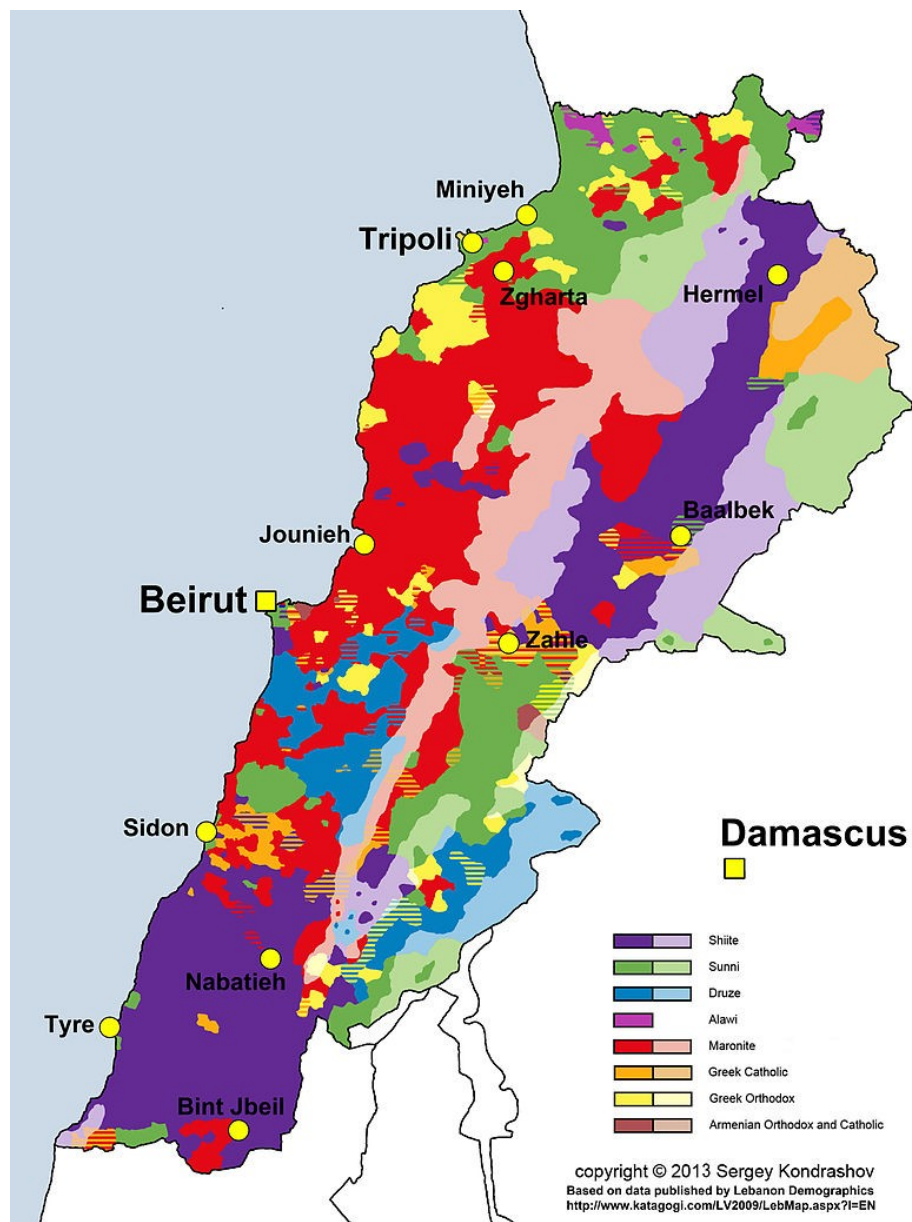 Miniyeh
Tripoli
Zgharta
Hermel
Baalbek
Jounieh
Beirut
Zahle
Sidon
Damascus
Nabatieh
Tyre
Bint Jbeil
Shiite
Sunni
Druze
Alawi
Maronite
Greek Catholic
Greek Orthodox
Armenian Orthodox and Catholic
copyright © 2013 Sergey Kondrashov
Based on data published by Lebanon Demographics
http://www.katagogi.com/LV2009/LebMap.aspx?l=EN